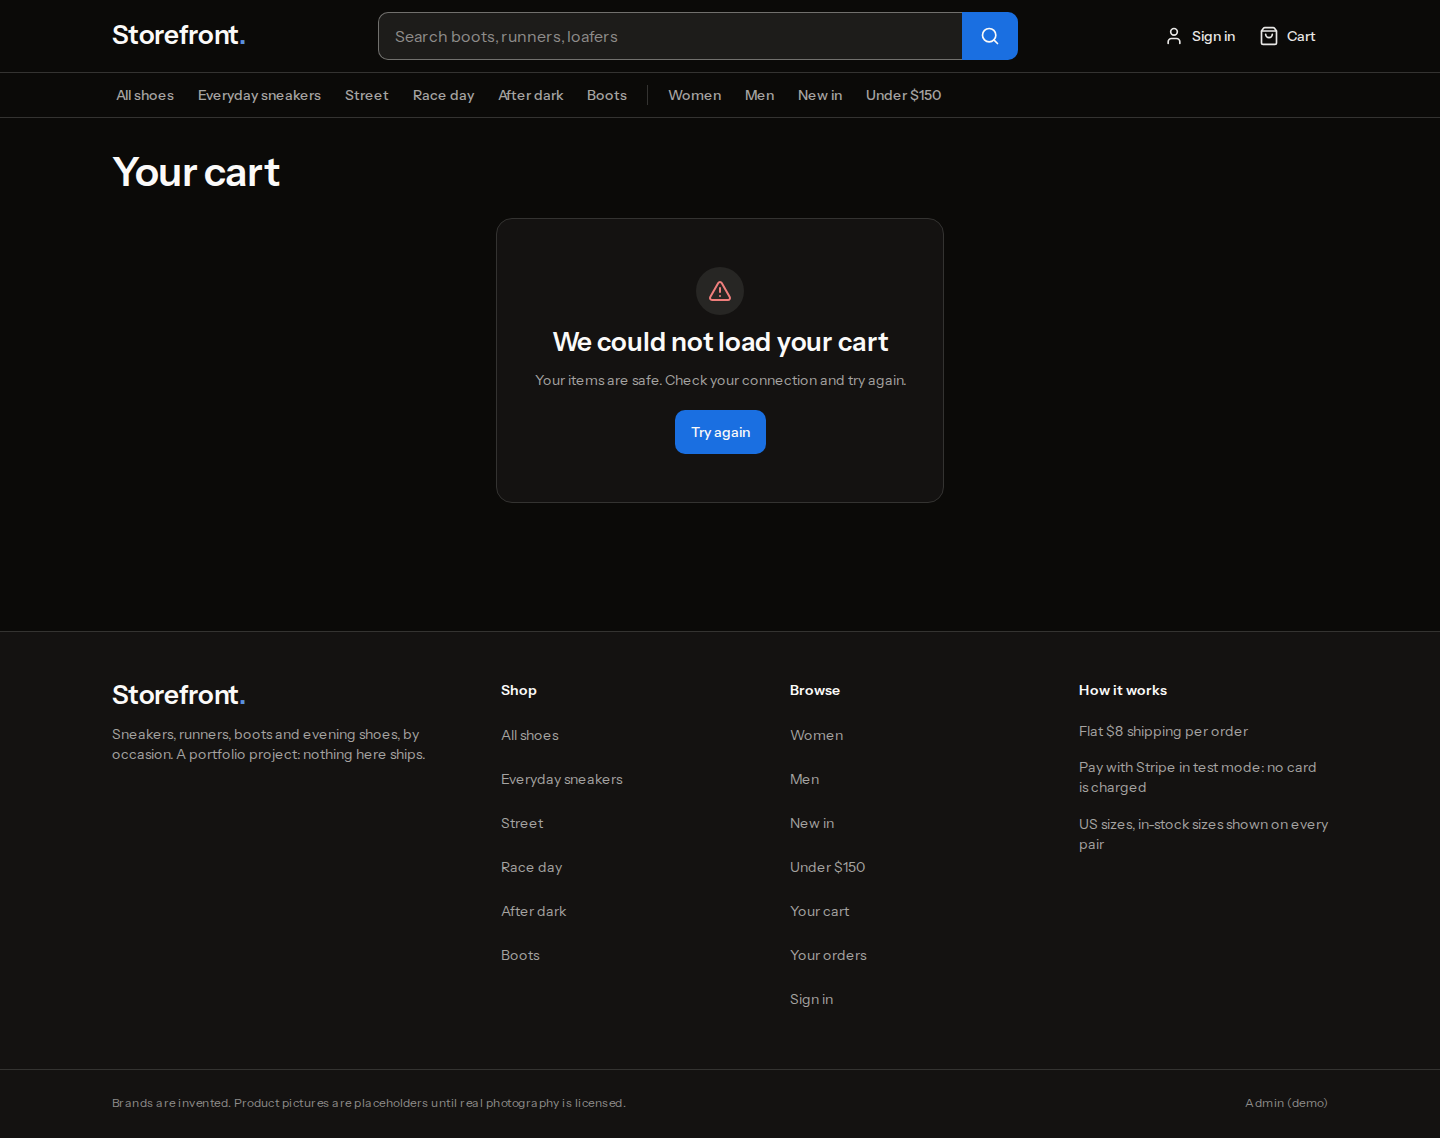 Storefront.
Search boots, runners, loafers
Sign in
Cart
All shoes
Everyday sneakers
Street
Race day
After dark
Boots
Women
Men
New in
Under $150
Your cart
We could not load your cart
Your items are safe. Check your connection and try again.
Try again
Storefront.
Sneakers, runners, boots and evening shoes, by
occasion. A portfolio project: nothing here ships.
Shop
All shoes
Everyday sneakers
Street
Race day
After dark
Boots
Browse
Women
Men
New in
Under $150
Your cart
Your orders
Sign in
How it works
Flat $8 shipping per order
Pay with Stripe in test mode: no card
is charged
US sizes, in-stock sizes shown on every
pair
Brands are invented. Product pictures are placeholders until real photography is licensed.
Admin (demo)